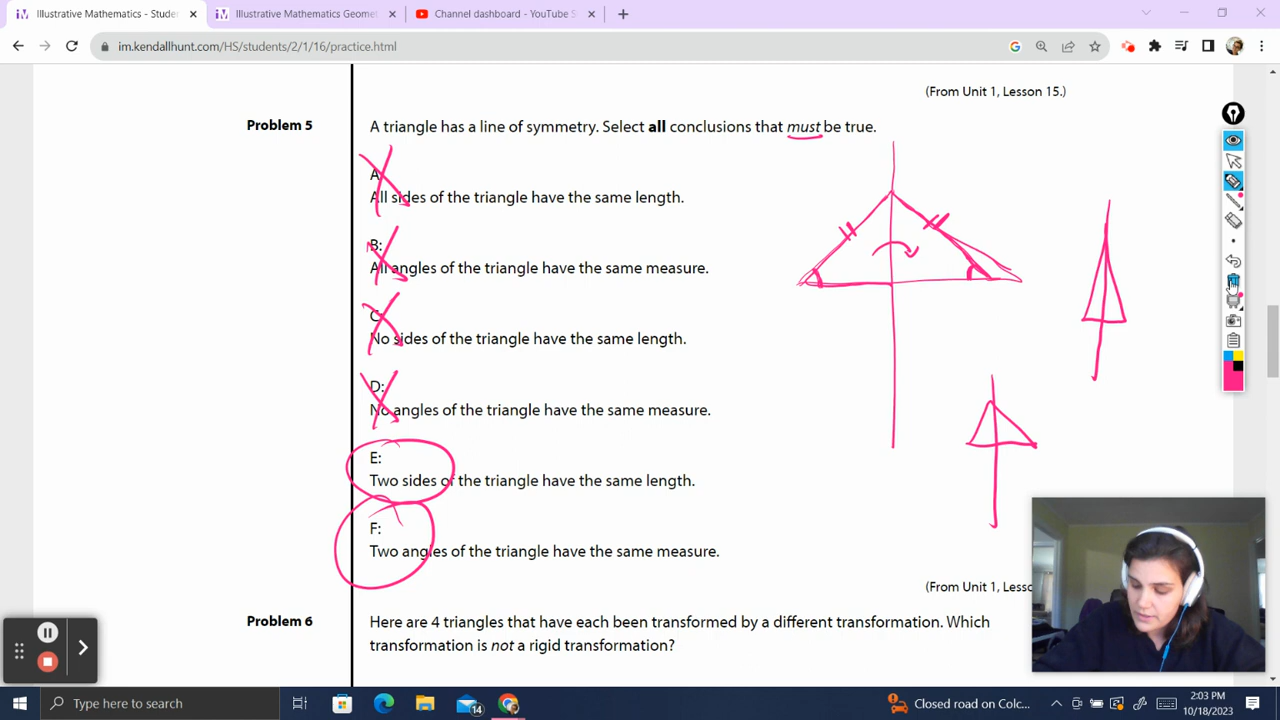 Illustrative Mathematics - Studen
Illustrative Mathematics Geomet
Channel dashboard - YouTube S
im.kendallhunt.com/HS/students/2/1/16/practice.html
(From Unit 1, Lesson 15.)
Problem 5
A triangle has a line of symmetry. Select all conclusions that must be true.
A:
All sides of the triangle have the same length.
B:
All angles of the triangle have the same measure.
C:
No sides of the triangle have the same length.
D:
No angles of the triangle have the same measure.
E:
Two sides of the triangle have the same length.
F:
Two angles of the triangle have the same measure.
(From Unit 1, Lesso
Problem 6
Here are 4 triangles that have each been transformed by a different transformation. Which
transformation is not a rigid transformation?
Type here to search
14
Closed road on Colc...
2:03 PM
10/18/2023